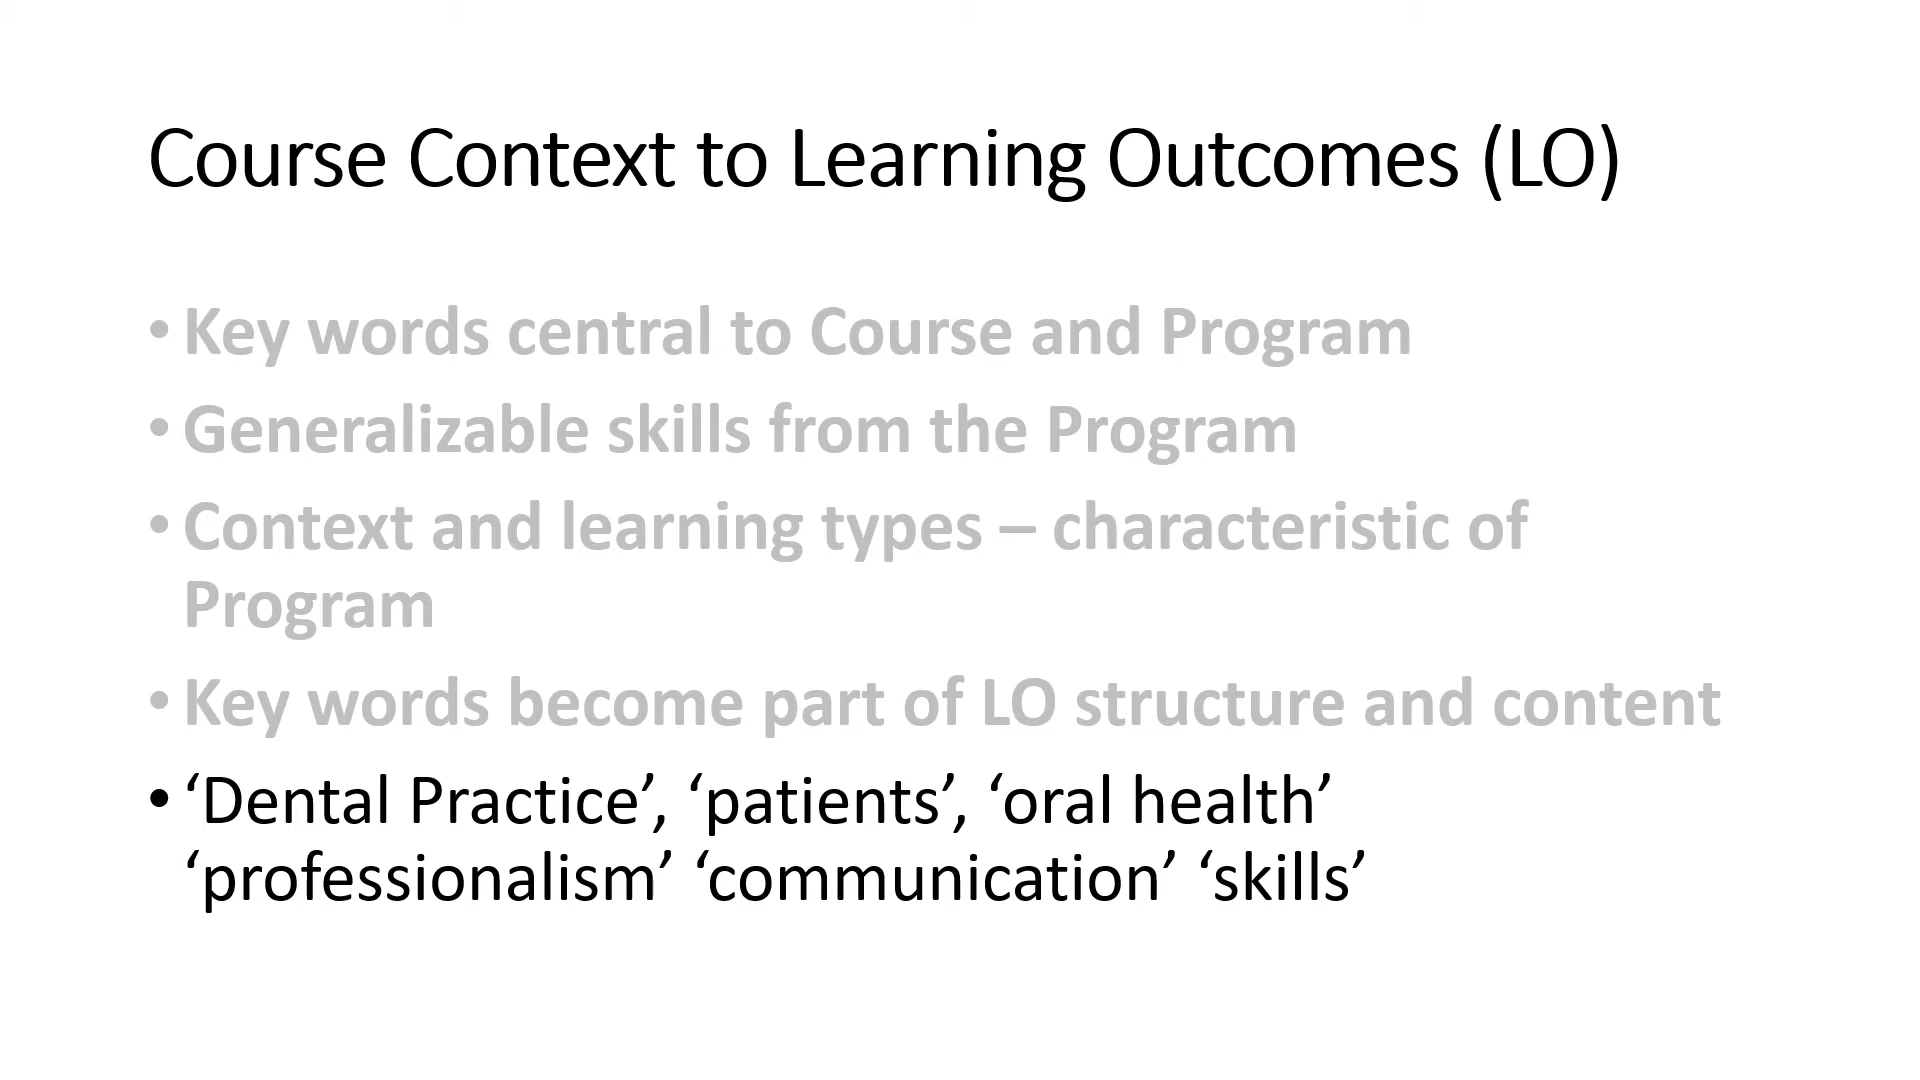 Course Context to Learning Outcomes (LO)
• Key words central to Course and Program
• Generalizable skills from the Program
• Context and learning types – characteristic of
Program
• Key words become part of LO structure and content
• ‘Dental Practice’, ‘patients’, ‘oral health’
‘professionalism’ ‘communication’ ‘skills’